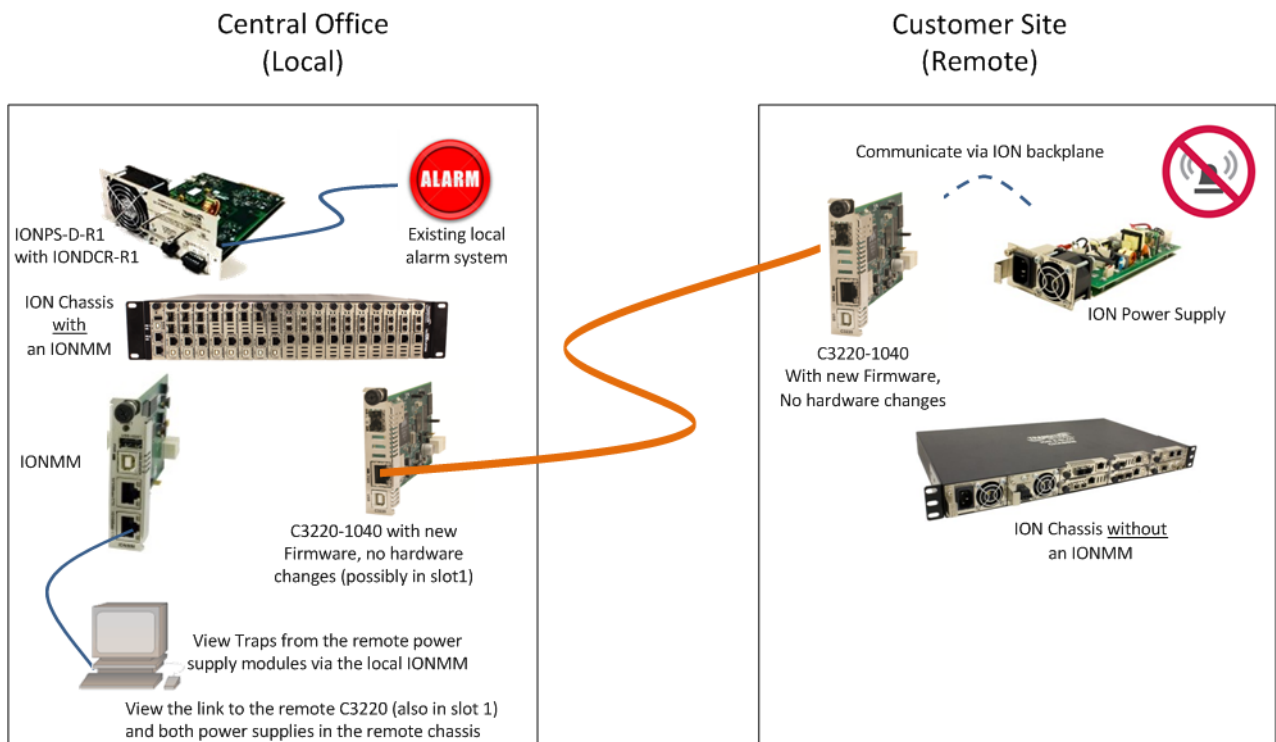 Central Office
(Local)
Customer Site
(Remote)
ALARM
IONPS-D-R1
with IONDCR-R1
Existing local
alarm system
ION Chassis
with
an IONMM
IONMM
C3220-1040 with new
Firmware, no hardware
changes (possibly in slot1)
View Traps from the remote power
supply modules via the local IONMM
View the link to the remote C3220 (also in slot 1)
and both power supplies in the remote chassis
Communicate via ION backplane
ION Power Supply
C3220-1040
With new Firmware,
No hardware changes
ION Chassis without
an IONMM